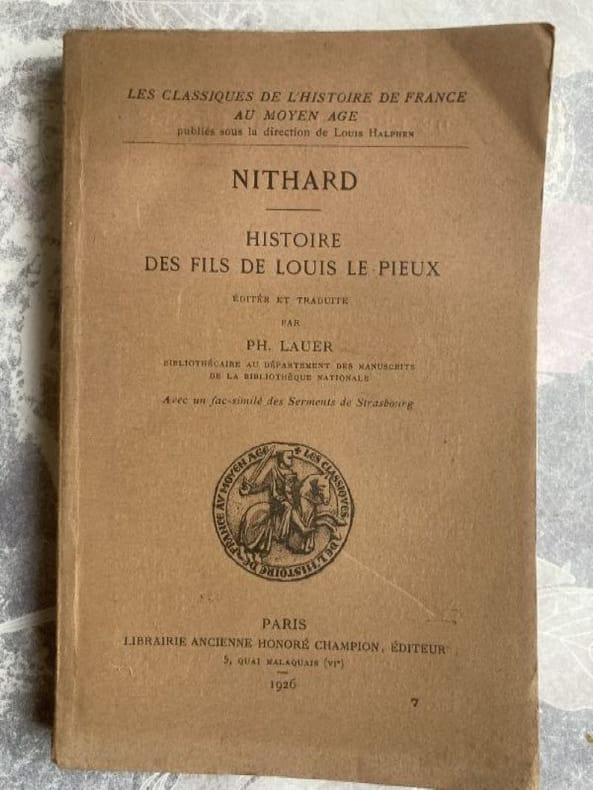 LES CLASSIQUES DE L'HISTOIRE DE FRANCE
AU MOYEN AGE
publiés sous la direction de LOUIS HALPHEN
NITHARD
HISTOIRE
DES FILS DE LOUIS LE PIEUX
ÉDITÉE ET TRADUITE
PAR
PH. LAUER
BIBLIOTHÉCAIRE AU DÉPARTEMENT DES MANUSCRITS
DE LA BIBLIOTHÈQUE NATIONALE
Avec un fac-similé des Serments de Strasbourg
+ LES CLASSIQUES DE L'HISTOIRE DE FRANCE AU MOYEN AGE
PARIS
LIBRAIRIE ANCIENNE HONORÉ CHAMPION, ÉDITEUR
5, QUAI MALAQUAIS (VIᵉ)
1926
7